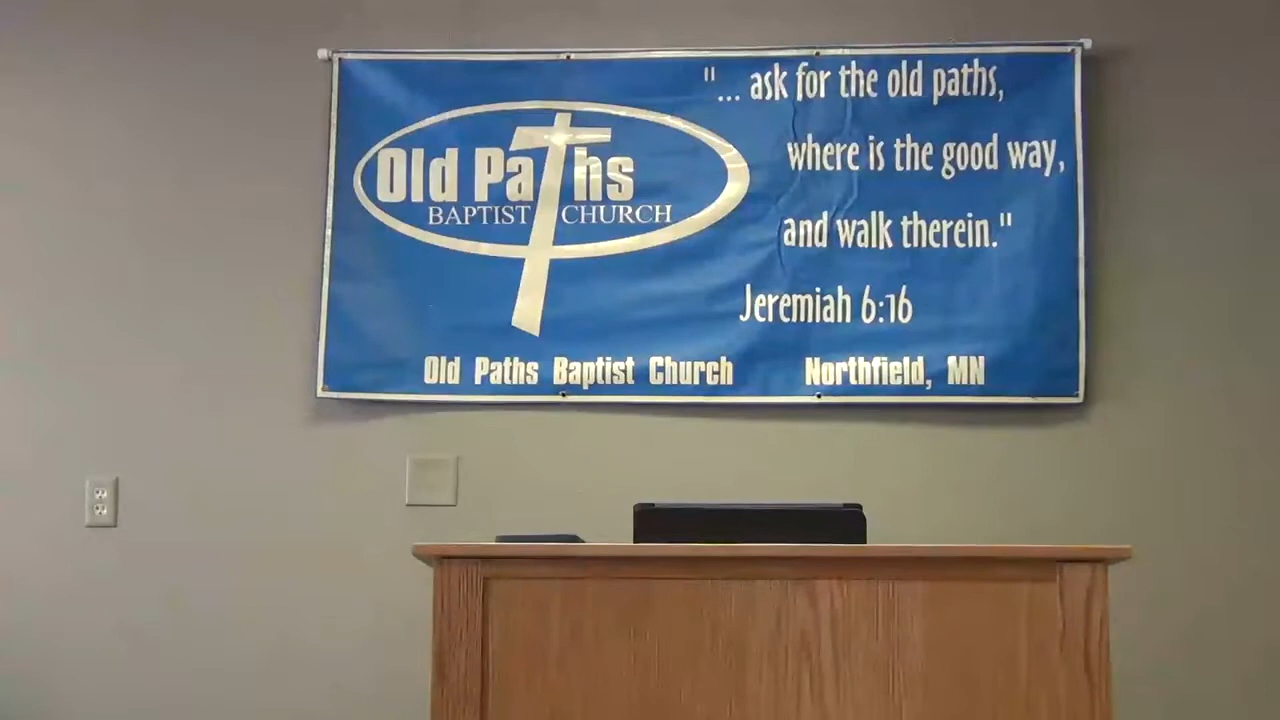 Old Paths
BAPTIST CHURCH
"... ask for the old paths,
where is the good way,
and walk therein."
Jeremiah 6:16
Old Paths Baptist Church Northfield, MN